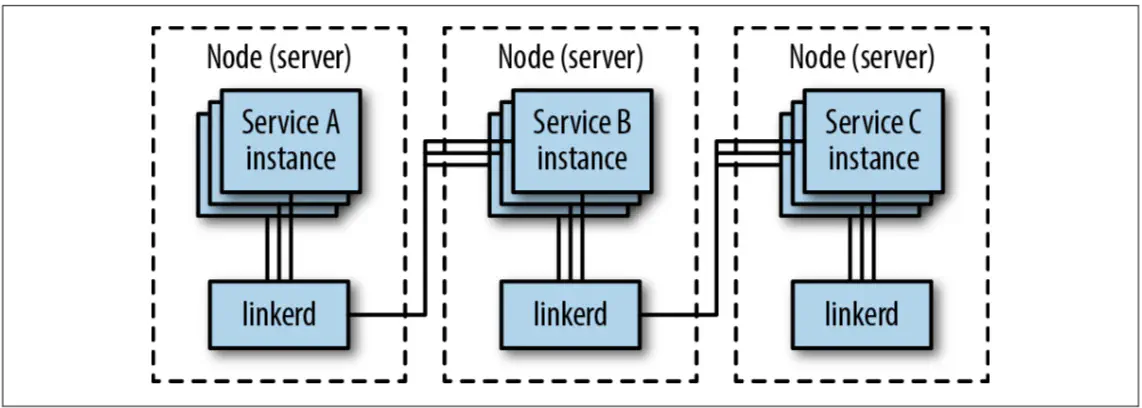 Node (server)
Service A
instance
linkerd
Node (server)
Service B
instance
linkerd
Node (server)
Service C
instance
linkerd